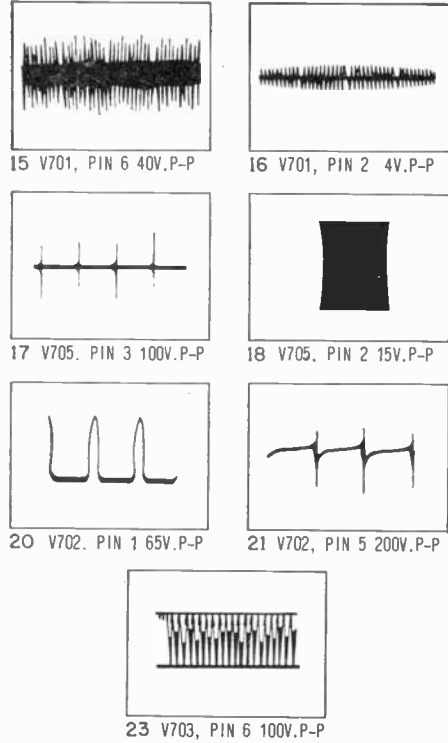 15 V701, PIN 6 40V.P-P
16 V701, PIN 2 4V.P-P
17 V705. PIN 3 100V.P-P
18 V705. PIN 2 15V.P-P
20 V702. PIN 1 65V.P-P
21 V702, PIN 5 200V.P-P
23 V703, PIN 6 100V.P-P